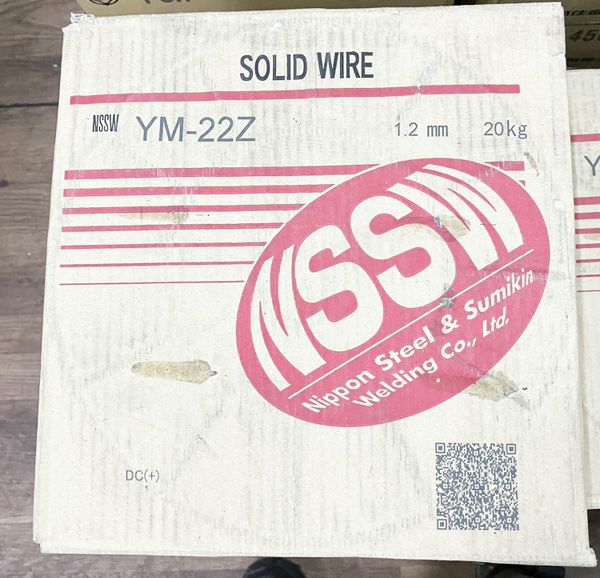 SOLID WIRE
NSSW YM-22Z 1.2 mm 20kg
NSSW
Nippon Steel & Sumikin
Welding Co., Ltd.
DC(+)
Y